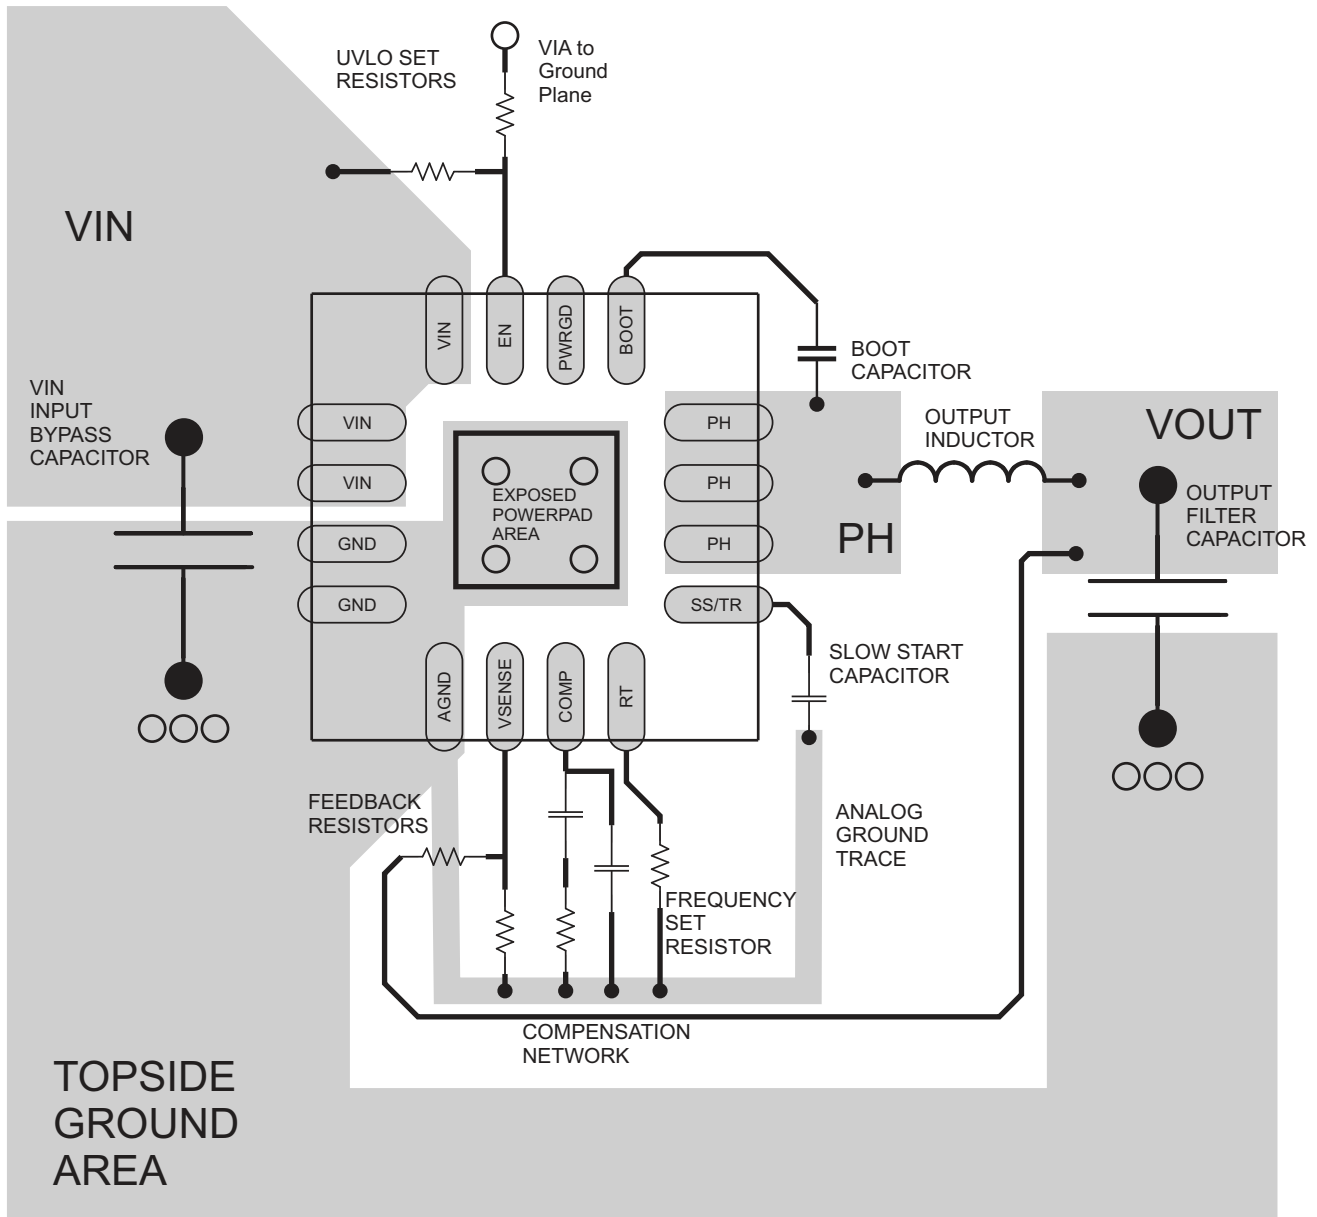 UVLO SET
RESISTORS
VIA to
Ground
Plane
VIN
VIN
EN
PWRGD
BOOT
BOOT
CAPACITOR
VIN
INPUT
BYPASS
CAPACITOR
VIN
VIN
GND
GND
EXPOSED
POWERPAD
AREA
PH
PH
PH
SS/TR
PH
OUTPUT
INDUCTOR
VOUT
OUTPUT
FILTER
CAPACITOR
SLOW START
CAPACITOR
AGND
VSENSE
COMP
RT
FEEDBACK
RESISTORS
ANALOG
GROUND
TRACE
FREQUENCY
SET
RESISTOR
COMPENSATION
NETWORK
TOPSIDE
GROUND
AREA